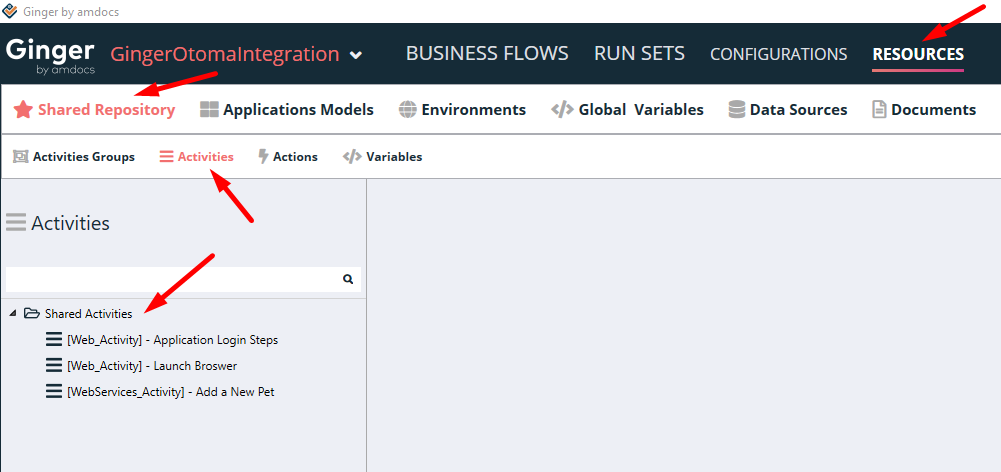 Ginger by amdocs
Ginger by amdocs GingerOtomaIntegration BUSINESS FLOWS RUN SETS CONFIGURATIONS RESOURCES
Shared Repository Applications Models Environments Global Variables Data Sources Documents
Activities Groups Activities Actions Variables
Activities
Shared Activities
[Web_Activity] - Application Login Steps
[Web_Activity] - Launch Broswer
[WebServices_Activity] - Add a New Pet